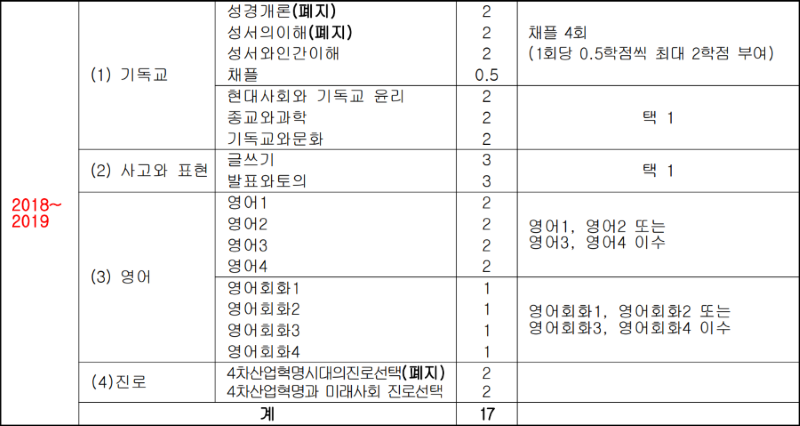 2018~
2019
(1) 기독교
성경개론(폐지) 2
성서의이해(폐지) 2
성서와인간이해 2
채플 0.5
채플 4회
(1회당 0.5학점씩 최대 2학점 부여)
현대사회와 기독교 윤리 2
종교와과학 2
기독교와문화 2
택 1
(2) 사고와 표현
글쓰기 3
발표와토의 3
택 1
(3) 영어
영어1 2
영어2 2
영어3 2
영어4 2
영어1, 영어2 또는
영어3, 영어4 이수
영어회화1 1
영어회화2 1
영어회화3 1
영어회화4 1
영어회화1, 영어회화2 또는
영어회화3, 영어회화4 이수
(4)진로
4차산업혁명시대의진로선택(폐지) 2
4차산업혁명과 미래사회 진로선택 2
계 17